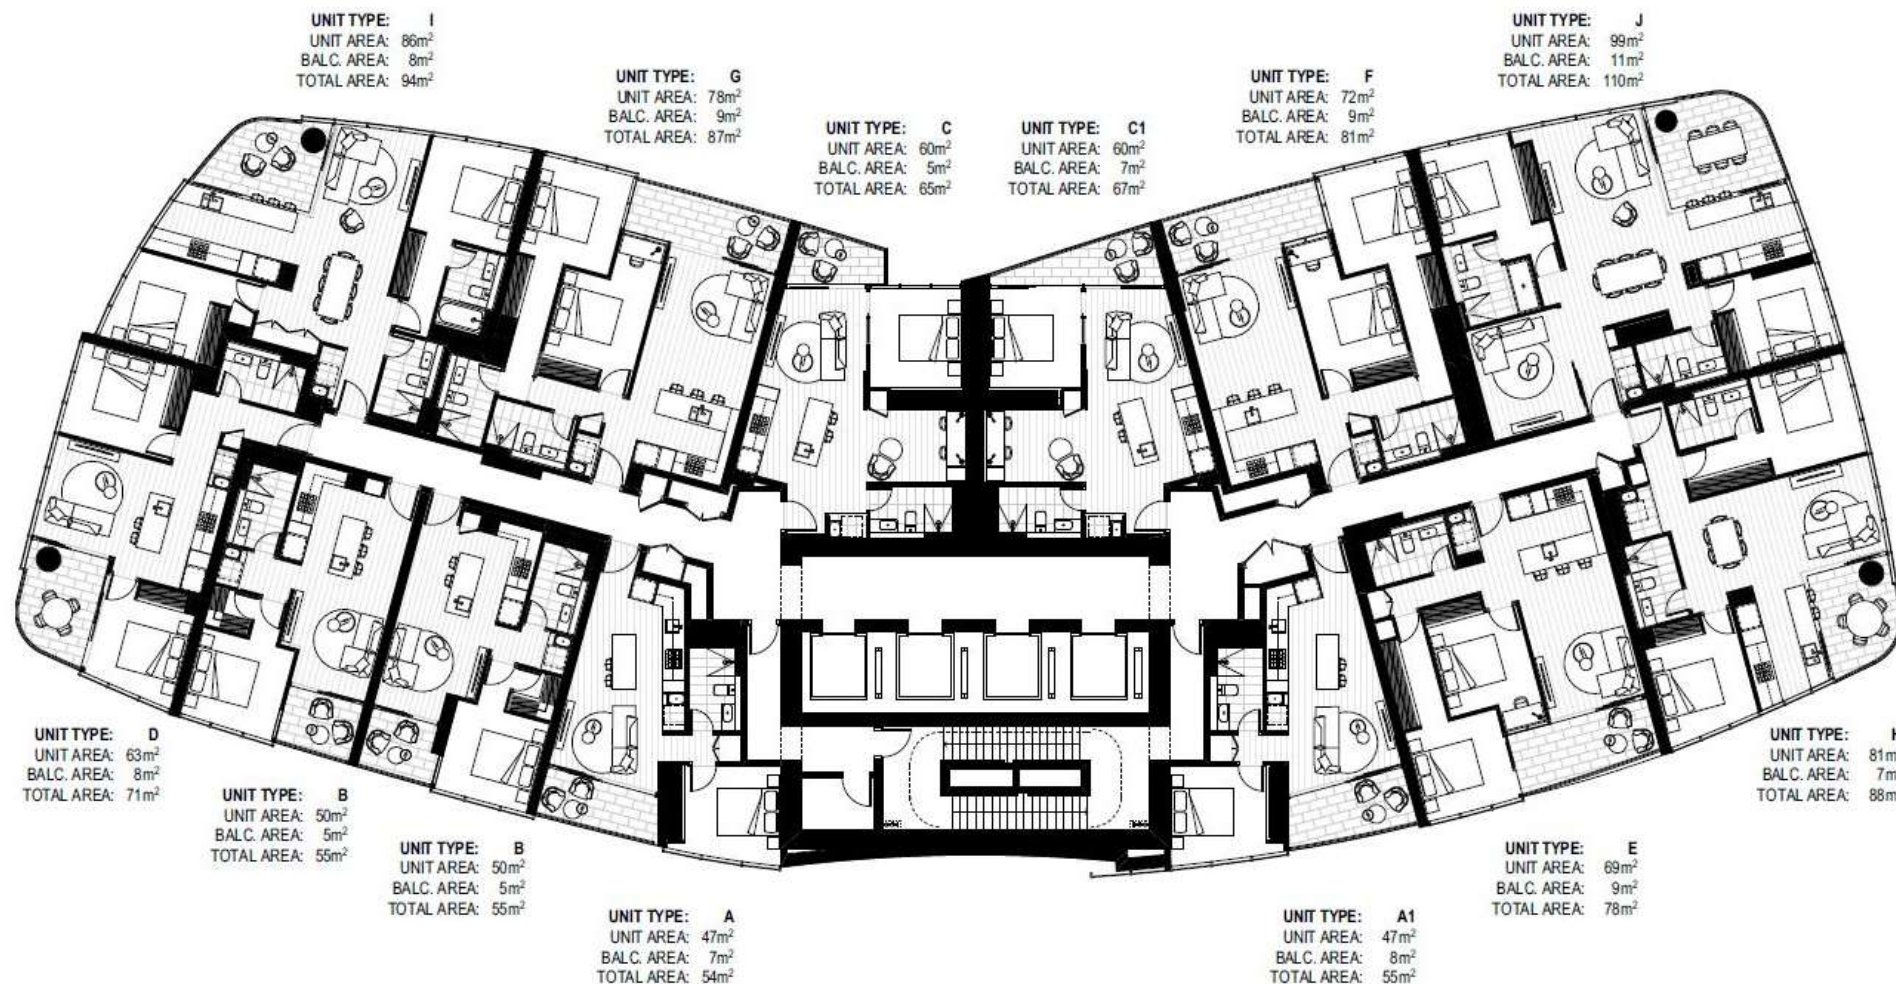 UNIT TYPE: I
UNIT AREA: 86m²
BALC. AREA: 8m²
TOTAL AREA: 94m²
UNIT TYPE: G
UNIT AREA: 78m²
BALC. AREA: 9m²
TOTAL AREA: 87m²
UNIT TYPE: C
UNIT AREA: 60m²
BALC. AREA: 5m²
TOTAL AREA: 65m²
UNIT TYPE: C1
UNIT AREA: 60m²
BALC. AREA: 7m²
TOTAL AREA: 67m²
UNIT TYPE: F
UNIT AREA: 72m²
BALC. AREA: 9m²
TOTAL AREA: 81m²
UNIT TYPE: J
UNIT AREA: 99m²
BALC. AREA: 11m²
TOTAL AREA: 110m²
UNIT TYPE: D
UNIT AREA: 63m²
BALC. AREA: 8m²
TOTAL AREA: 71m²
UNIT TYPE: B
UNIT AREA: 50m²
BALC. AREA: 5m²
TOTAL AREA: 55m²
UNIT TYPE: B
UNIT AREA: 50m²
BALC. AREA: 5m²
TOTAL AREA: 55m²
UNIT TYPE: A
UNIT AREA: 47m²
BALC. AREA: 7m²
TOTAL AREA: 54m²
UNIT TYPE: A1
UNIT AREA: 47m²
BALC. AREA: 8m²
TOTAL AREA: 55m²
UNIT TYPE: E
UNIT AREA: 69m²
BALC. AREA: 9m²
TOTAL AREA: 78m²
UNIT TYPE:
UNIT AREA: 81m
BALC. AREA: 7m
TOTAL AREA: 88m